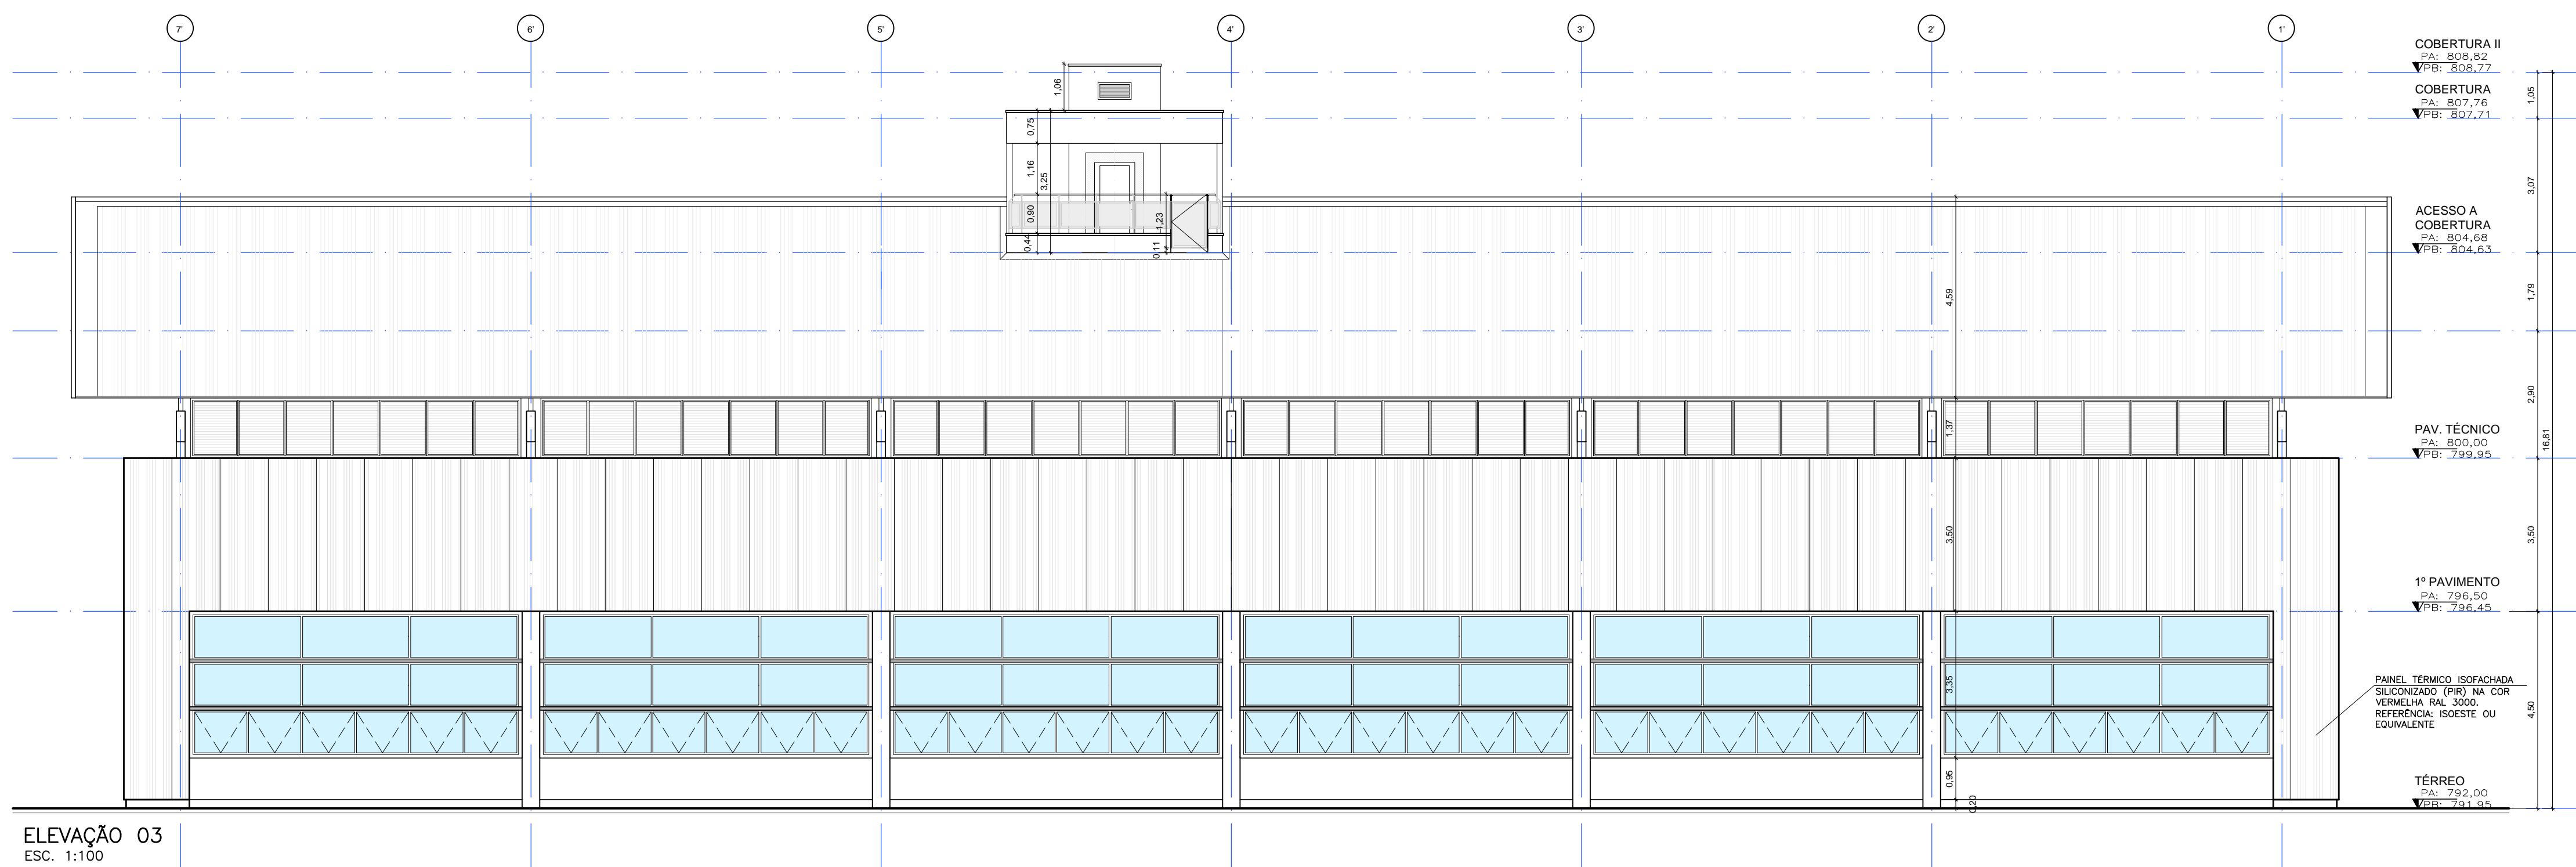 7' 6' 5' 4' 3' 2' 1'
COBERTURA II
PA: 808,82
PB: 808,77
1,06
COBERTURA
PA: 807,76
PB: 807,71
1,05
0,75
1,16
3,25
3,07
0,90
1,23
0,44
0,11
ACESSO A
COBERTURA
PA: 804,68
PB: 804,63
4,59
1,79
2,90
1,37
PAV. TÉCNICO
PA: 800,00
PB: 799,95
16,81
3,50
3,50
1º PAVIMENTO
PA: 796,50
PB: 796,45
3,35
PAINEL TÉRMICO ISOFACHADA
SILICONIZADO (PIR) NA COR
VERMELHA RAL 3000.
REFERÊNCIA: ISOESTE OU
EQUIVALENTE
4,50
0,95
0,20
TÉRREO
PA: 792,00
PB: 791,95
ELEVAÇÃO 03
ESC. 1:100